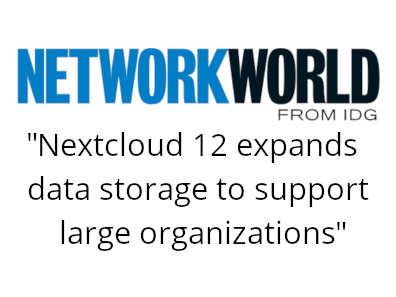 NETWORKWORLD
FROM IDG
"Nextcloud 12 expands
data storage to support
large organizations"